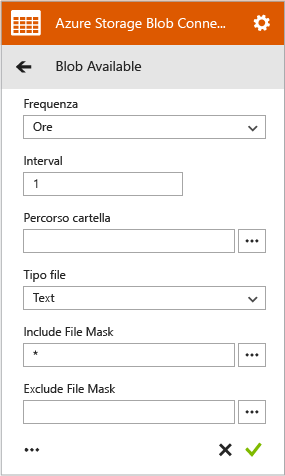 Azure Storage Blob Conne...
Blob Available
Frequenza
Ore
Interval
1
Percorso cartella
...
Tipo file
Text
Include File Mask
*
...
Exclude File Mask
...
...